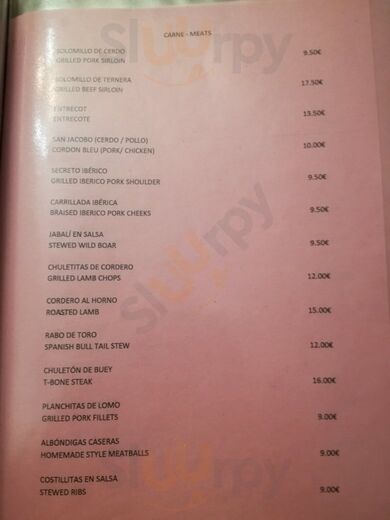 CARNE - MEATS
SOLOMILLO DE CERDO 9.50€
GRILLED PORK SIRLOIN
SOLOMILLO DE TERNERA 17.50€
GRILLED BEEF SIRLOIN
ENTRECOT 13.50€
ENTRECOTE
SAN JACOBO (CERDO / POLLO) 10.00€
CORDON BLEU (PORK/ CHICKEN)
SECRETO IBÉRICO 9.50€
GRILLED IBERICO PORK SHOULDER
CARRILLADA IBÉRICA 9.50€
BRAISED IBERICO PORK CHEEKS
JABALÍ EN SALSA 9.50€
STEWED WILD BOAR
CHULETITAS DE CORDERO 12.00€
GRILLED LAMB CHOPS
CORDERO AL HORNO 15.00€
ROASTED LAMB
RABO DE TORO 12.00€
SPANISH BULL TAIL STEW
CHULETÓN DE BUEY 16.00€
T-BONE STEAK
PLANCHITAS DE LOMO 9.00€
GRILLED PORK FILLETS
ALBÓNDIGAS CASERAS 9.00€
HOMEMADE STYLE MEATBALLS
COSTILLITAS EN SALSA 9.00€
STEWED RIBS
Sluurpy
Sluurpy
Sluurpy